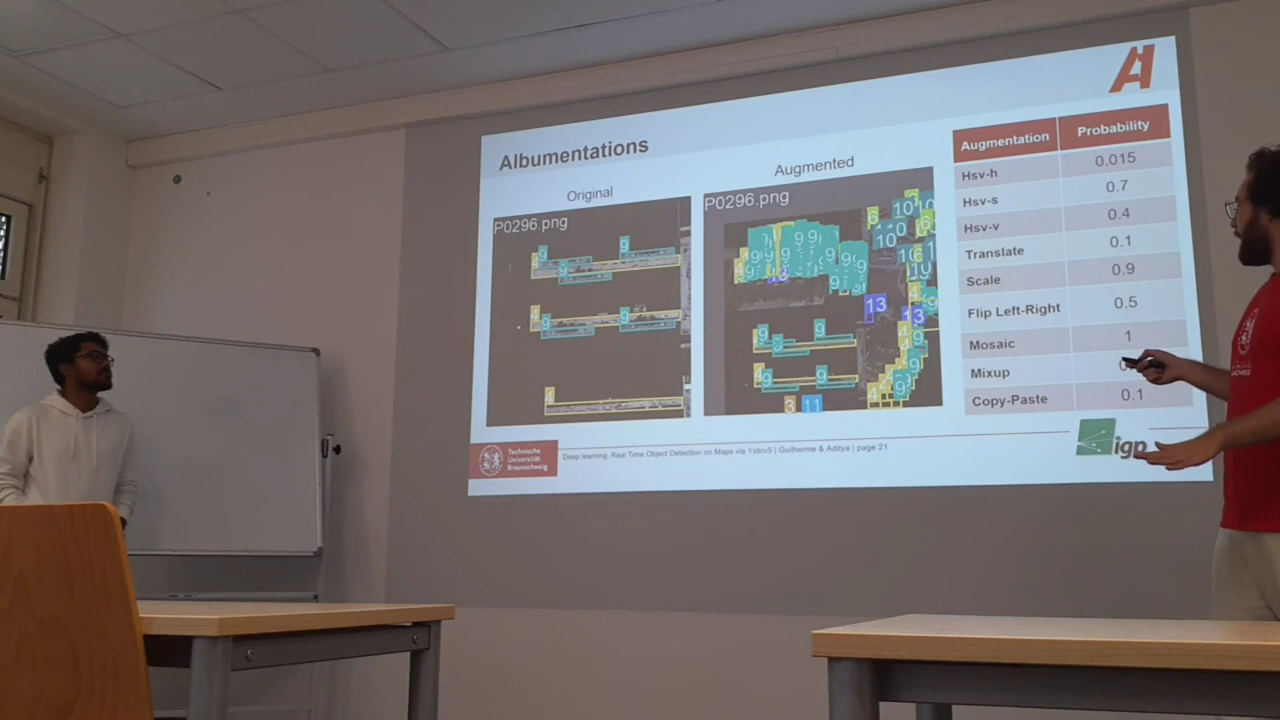 Albumentations
Original
Augmented
P0296.png
P0296.png
Augmentation Probability
Hsv-h 0.015
Hsv-s 0.7
Hsv-v 0.4
Translate 0.1
Scale 0.9
Flip Left-Right 0.5
Mosaic 1
Mixup
Copy-Paste 0.1
Technische
Universität
Braunschweig
Deep learning, Real Time Object Detection on Maps via Yolov5 | Guilherme & Aditya | page 21
igp